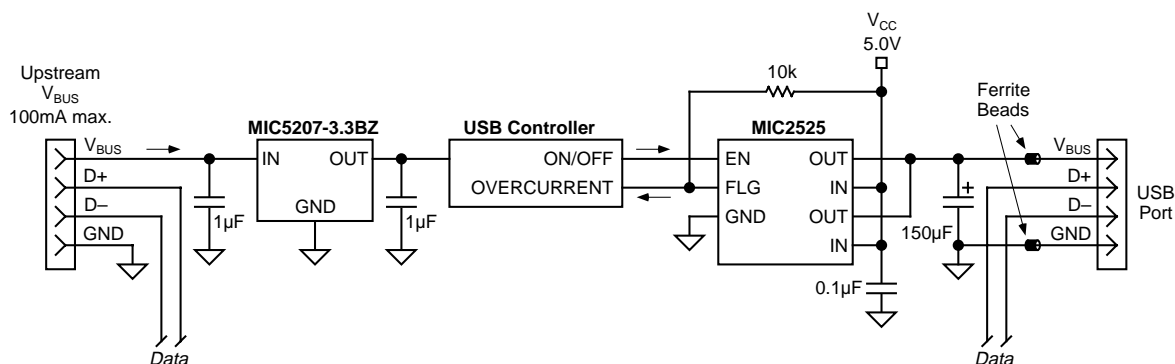 Upstream
VBUS
100mA max.
VBUS
D+
D–
GND
1µF
MIC5207-3.3BZ
IN
OUT
GND
1µF
USB Controller
ON/OFF
OVERCURRENT
10k
VCC
5.0V
MIC2525
EN
FLG
GND
OUT
IN
OUT
IN
0.1µF
150µF
+
Ferrite
Beads
VBUS
D+
D–
GND
USB
Port
Data
Data